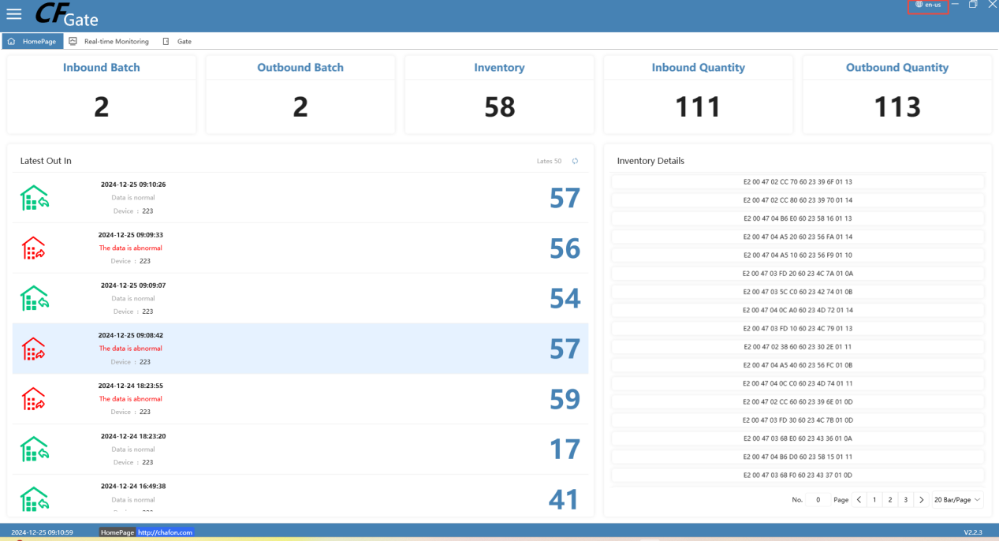 CF Gate
en-us
HomePage Real-time Monitoring Gate
Inbound Batch
2
Outbound Batch
2
Inventory
58
Inbound Quantity
111
Outbound Quantity
113
Latest Out In
Lates 50
2024-12-25 09:10:26
Data is normal
Device : 223
57
2024-12-25 09:09:33
The data is abnormal
Device : 223
56
2024-12-25 09:09:07
Data is normal
Device : 223
54
2024-12-25 09:08:42
The data is abnormal
Device : 223
57
2024-12-24 18:23:55
The data is abnormal
Device : 223
59
2024-12-24 18:23:20
Data is normal
Device : 223
17
2024-12-24 16:49:38
Data is normal
41
Inventory Details
E2 00 47 02 CC 70 60 23 39 6F 01 13
E2 00 47 02 CC 80 60 23 39 70 01 14
E2 00 47 04 B6 E0 60 23 58 16 01 13
E2 00 47 04 A5 20 60 23 56 FA 01 14
E2 00 47 04 A5 10 60 23 56 F9 01 10
E2 00 47 03 FD 20 60 23 4C 7A 01 0A
E2 00 47 03 5C C0 60 23 42 74 01 0B
E2 00 47 04 0C A0 60 23 4D 72 01 14
E2 00 47 03 FD 10 60 23 4C 79 01 13
E2 00 47 02 38 60 60 23 30 2E 01 11
E2 00 47 04 A5 40 60 23 56 FC 01 0B
E2 00 47 04 0C C0 60 23 4D 74 01 11
E2 00 47 02 CC 60 60 23 39 6E 01 0D
E2 00 47 03 FD 30 60 23 4C 7B 01 0D
E2 00 47 03 68 E0 60 23 43 36 01 0A
E2 00 47 04 B6 D0 60 23 58 15 01 11
E2 00 47 03 68 F0 60 23 43 37 01 0D
No. 0 Page 1 2 3 20 Bar/Page
2024-12-25 09:10:59 HomePage http://chafon.com V2.2.3